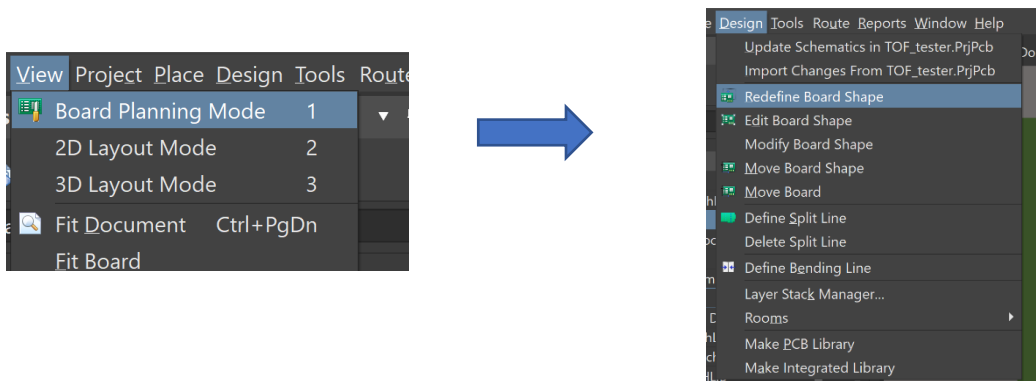 View Project Place Design Tools Route
Board Planning Mode 1
2D Layout Mode 2
3D Layout Mode 3
Fit Document Ctrl+PgDn
Fit Board
Design Tools Route Reports Window Help
Update Schematics in TOF_tester.PrjPcb
Import Changes From TOF_tester.PrjPcb
Redefine Board Shape
Edit Board Shape
Modify Board Shape
Move Board Shape
Move Board
Define Split Line
Delete Split Line
Define Bending Line
Layer Stack Manager...
Rooms
Make PCB Library
Make Integrated Library